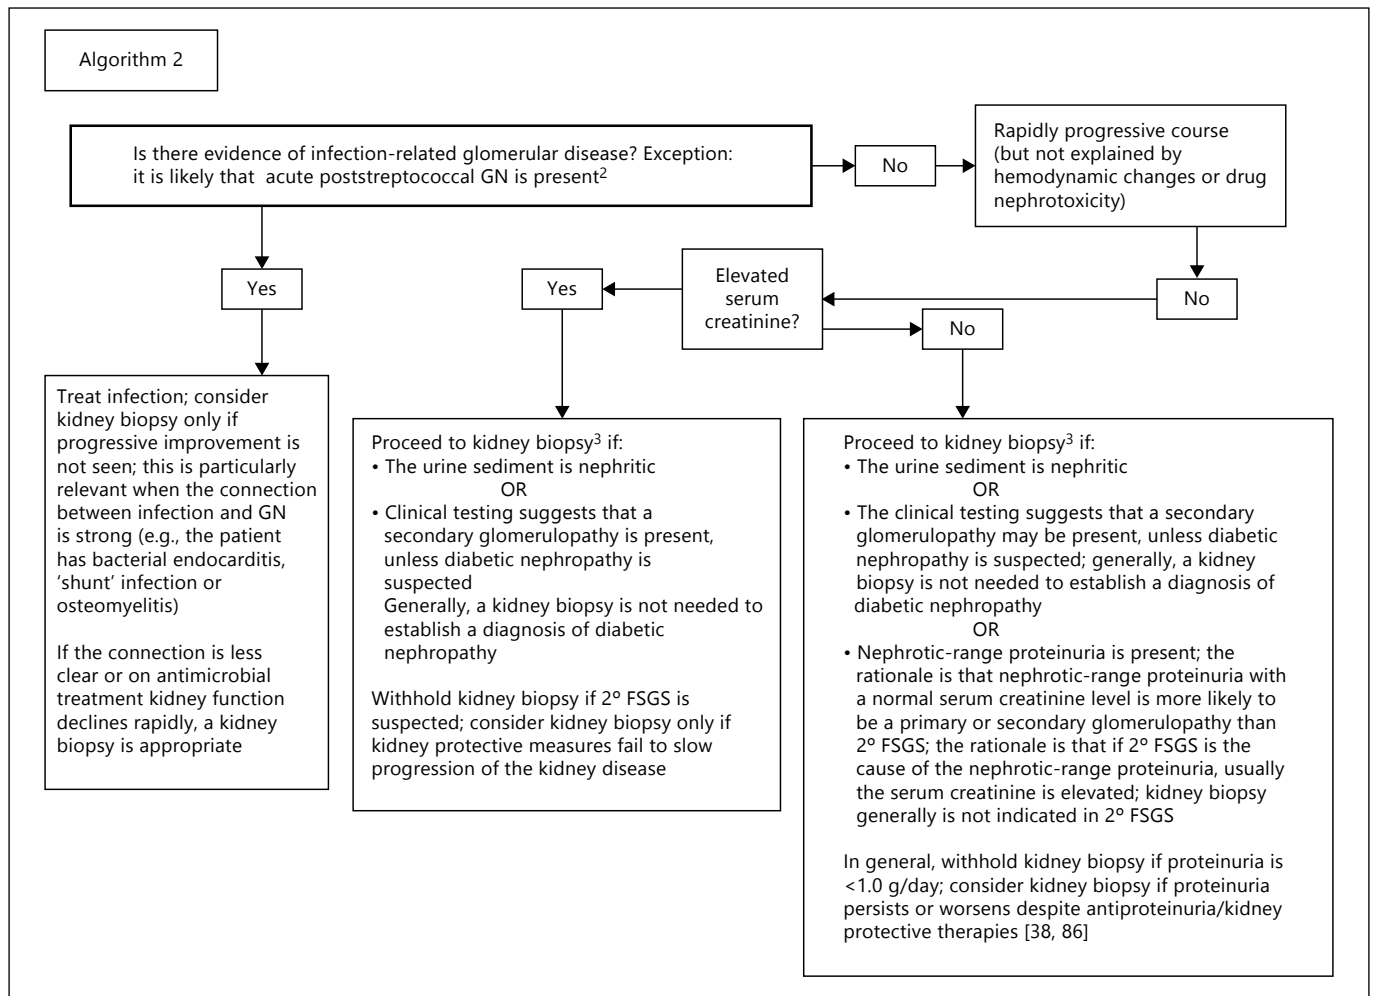 Algorithm 2
Is there evidence of infection-related glomerular disease? Exception:
it is likely that acute poststreptococcal GN is present²
No
Rapidly progressive course
(but not explained by
hemodynamic changes or drug
nephrotoxicity)
No
Elevated
serum
creatinine?
Yes
No
Yes
Treat infection; consider
kidney biopsy only if
progressive improvement is
not seen; this is particularly
relevant when the connection
between infection and GN
is strong (e.g., the patient
has bacterial endocarditis,
‘shunt’ infection or
osteomyelitis)
If the connection is less
clear or on antimicrobial
treatment kidney function
declines rapidly, a kidney
biopsy is appropriate
Proceed to kidney biopsy³ if:
• The urine sediment is nephritic
OR
• Clinical testing suggests that a
secondary glomerulopathy is present,
unless diabetic nephropathy is
suspected
Generally, a kidney biopsy is not needed to
establish a diagnosis of diabetic
nephropathy
Withhold kidney biopsy if 2º FSGS is
suspected; consider kidney biopsy only if
kidney protective measures fail to slow
progression of the kidney disease
Proceed to kidney biopsy³ if:
• The urine sediment is nephritic
OR
• The clinical testing suggests that a secondary
glomerulopathy may be present, unless diabetic
nephropathy is suspected; generally, a kidney
biopsy is not needed to establish a diagnosis of
diabetic nephropathy
OR
• Nephrotic-range proteinuria is present; the
rationale is that nephrotic-range proteinuria with
a normal serum creatinine level is more likely to
be a primary or secondary glomerulopathy than
2º FSGS; the rationale is that if 2º FSGS is the
cause of the nephrotic-range proteinuria, usually
the serum creatinine is elevated; kidney biopsy
generally is not indicated in 2º FSGS
In general, withhold kidney biopsy if proteinuria is
<1.0 g/day; consider kidney biopsy if proteinuria
persists or worsens despite antiproteinuria/kidney
protective therapies [38, 86]